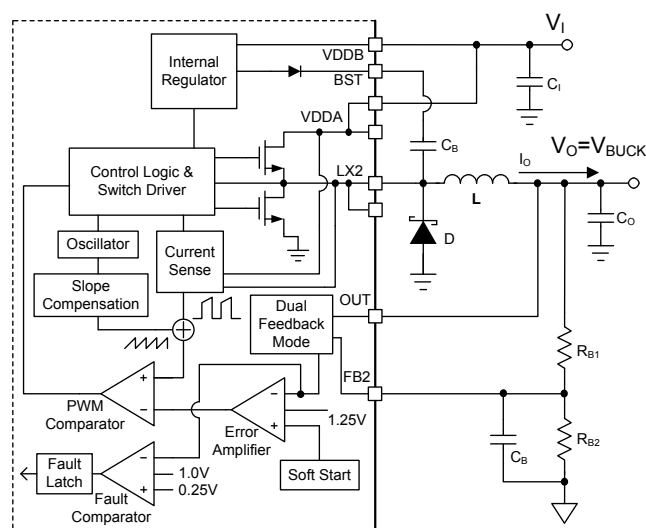 V_I
VDDB
Internal
Regulator
BST
C_I
VDDA
C_B
V_O=V_BUCK
I_O
Control Logic &
Switch Driver
LX2
L
C_O
Oscillator
Current
Sense
D
Slope
Compensation
OUT
Dual
Feedback
Mode
+
R_B1
FB2
+
−
PWM
Comparator
−
+
1.25V
Error
Amplifier
C_B
R_B2
Fault
Latch
−
+
1.0V
0.25V
Soft Start
Fault
Comparator